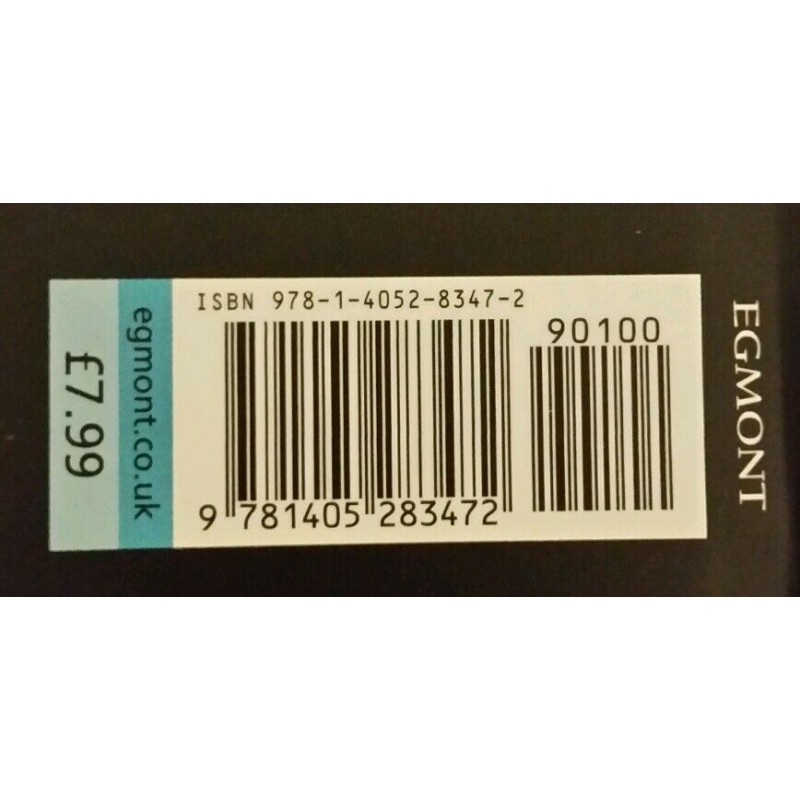 ISBN 978-1-4052-8347-2
90100
9 781405 283472
egmont.co.uk
£7.99
EGMONT